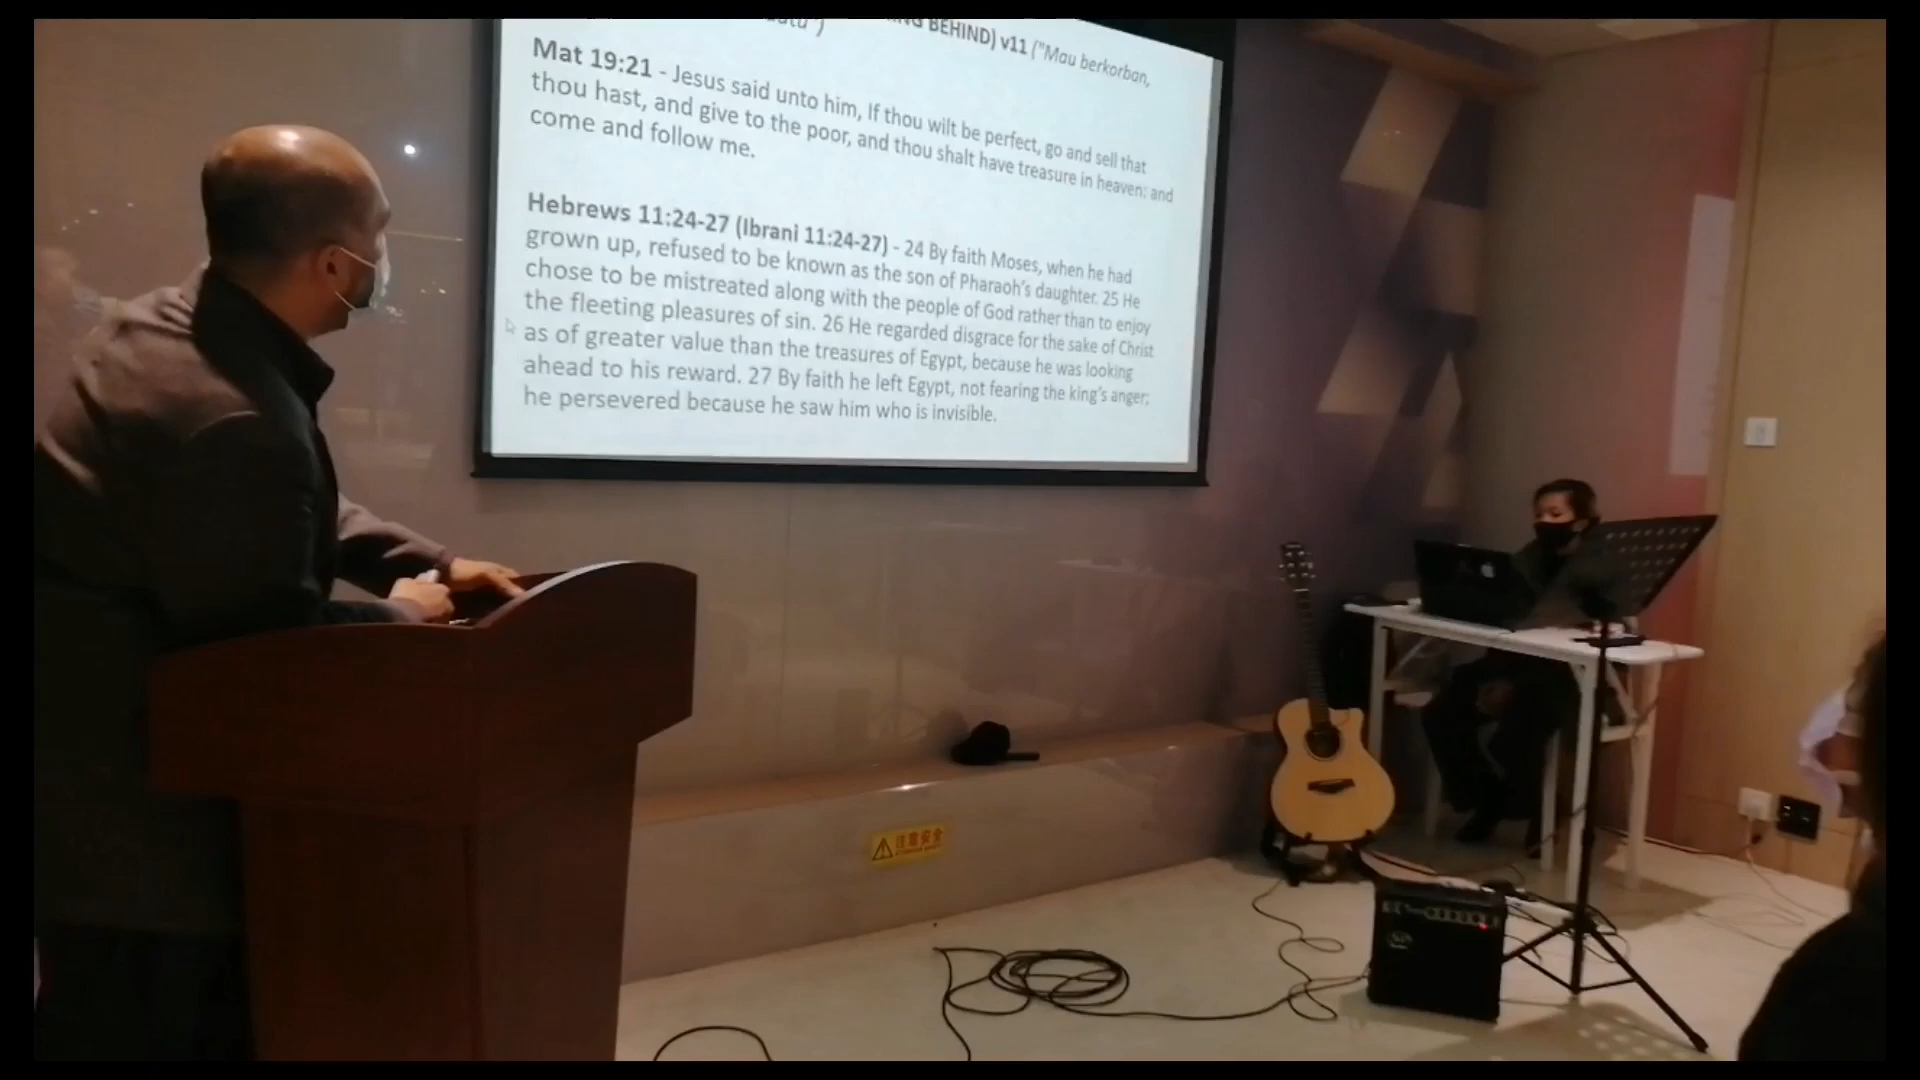 BEHIND) v11 ("Mau berkorban,
Mat 19:21 - Jesus said unto him, If thou wilt be perfect, go and sell that
thou hast, and give to the poor, and thou shalt have treasure in heaven: and
come and follow me.
Hebrews 11:24-27 (Ibrani 11:24-27) - 24 By faith Moses, when he had
grown up, refused to be known as the son of Pharaoh's daughter. 25 He
chose to be mistreated along with the people of God rather than to enjoy
the fleeting pleasures of sin. 26 He regarded disgrace for the sake of Christ
as of greater value than the treasures of Egypt, because he was looking
ahead to his reward. 27 By faith he left Egypt, not fearing the king's anger;
he persevered because he saw him who is invisible.
注意安全